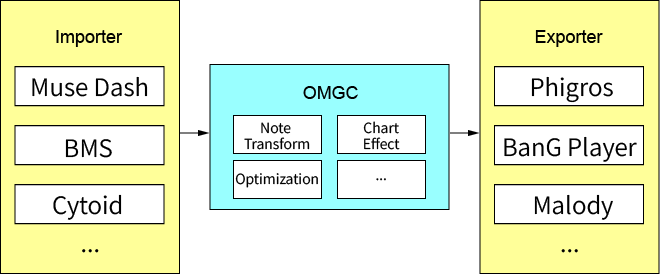 Importer
Muse Dash
BMS
Cytoid
...
OMGC
Note
Transform
Chart
Effect
Optimization
...
Exporter
Phigros
BanG Player
Malody
...